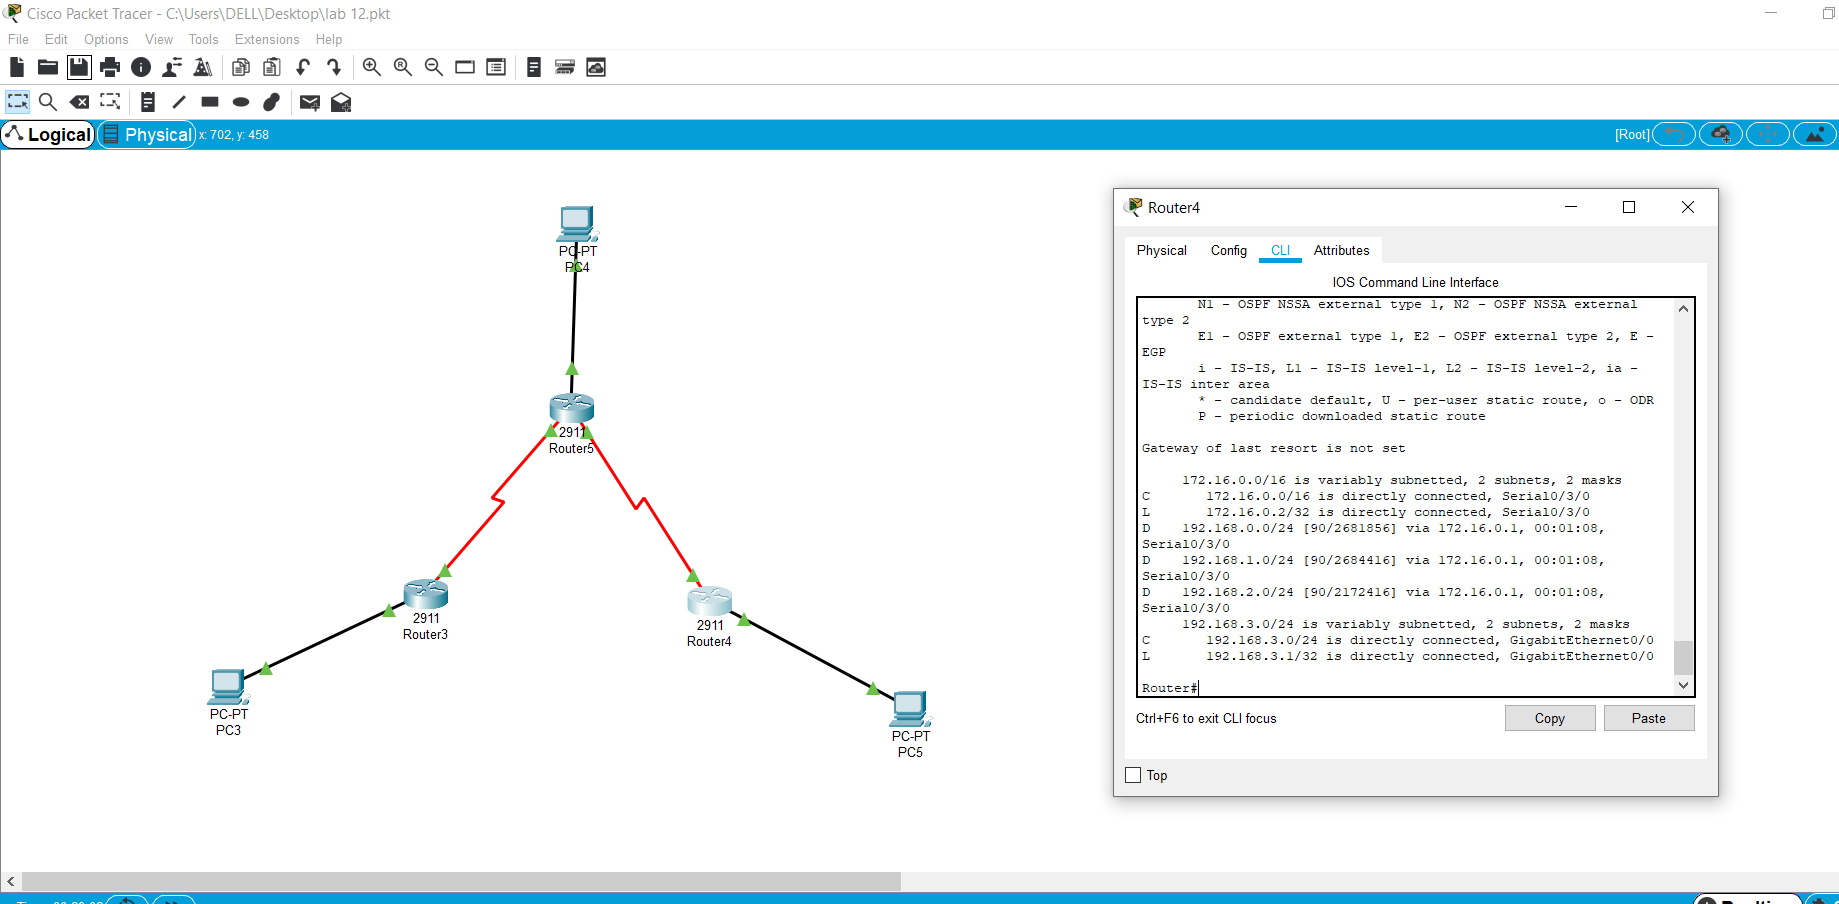 Cisco Packet Tracer - C:\Users\DELL\Desktop\lab 12.pkt
File Edit Options View Tools Extensions Help
Logical Physical x: 702, y: 458 [Root]
PC-PT
PC4
2911
Router5
2911
Router3
2911
Router4
PC-PT
PC3
PC-PT
PC5
Router4
Physical Config CLI Attributes
IOS Command Line Interface
N1 - OSPF NSSA external type 1, N2 - OSPF NSSA external
type 2
E1 - OSPF external type 1, E2 - OSPF external type 2, E -
EGP
i - IS-IS, L1 - IS-IS level-1, L2 - IS-IS level-2, ia -
IS-IS inter area
* - candidate default, U - per-user static route, o - ODR
P - periodic downloaded static route
Gateway of last resort is not set
172.16.0.0/16 is variably subnetted, 2 subnets, 2 masks
C 172.16.0.0/16 is directly connected, Serial0/3/0
L 172.16.0.2/32 is directly connected, Serial0/3/0
D 192.168.0.0/24 [90/2681856] via 172.16.0.1, 00:01:08,
Serial0/3/0
D 192.168.1.0/24 [90/2684416] via 172.16.0.1, 00:01:08,
Serial0/3/0
D 192.168.2.0/24 [90/2172416] via 172.16.0.1, 00:01:08,
Serial0/3/0
192.168.3.0/24 is variably subnetted, 2 subnets, 2 masks
C 192.168.3.0/24 is directly connected, GigabitEthernet0/0
L 192.168.3.1/32 is directly connected, GigabitEthernet0/0
Router#
Ctrl+F6 to exit CLI focus
Copy Paste
Top